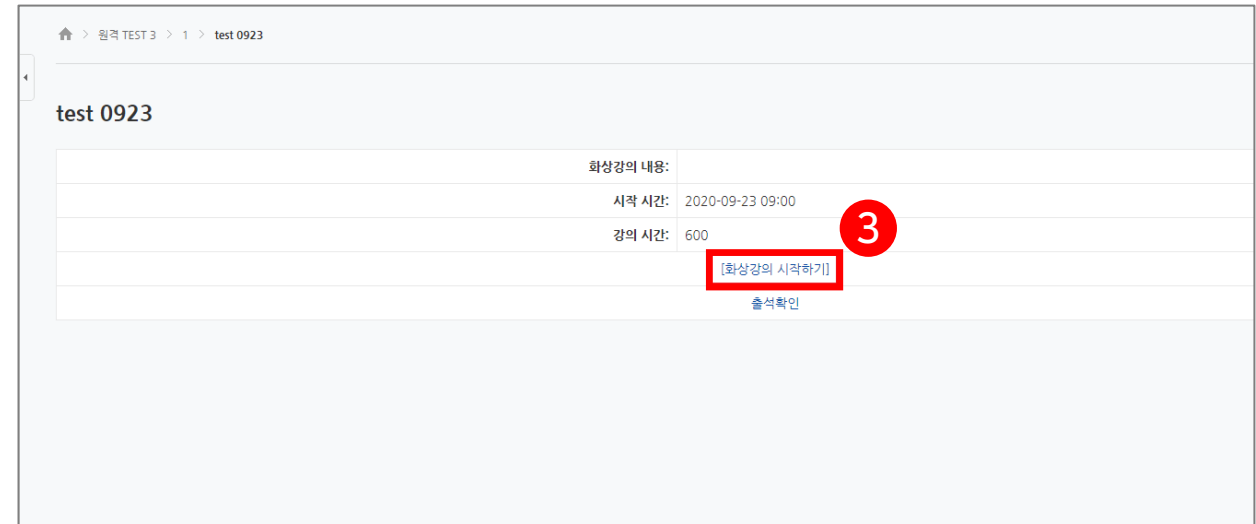 원격 TEST 3 > 1 > test 0923
test 0923
화상강의 내용:
시작 시간: 2020-09-23 09:00
강의 시간: 600
3
[화상강의 시작하기]
출석확인